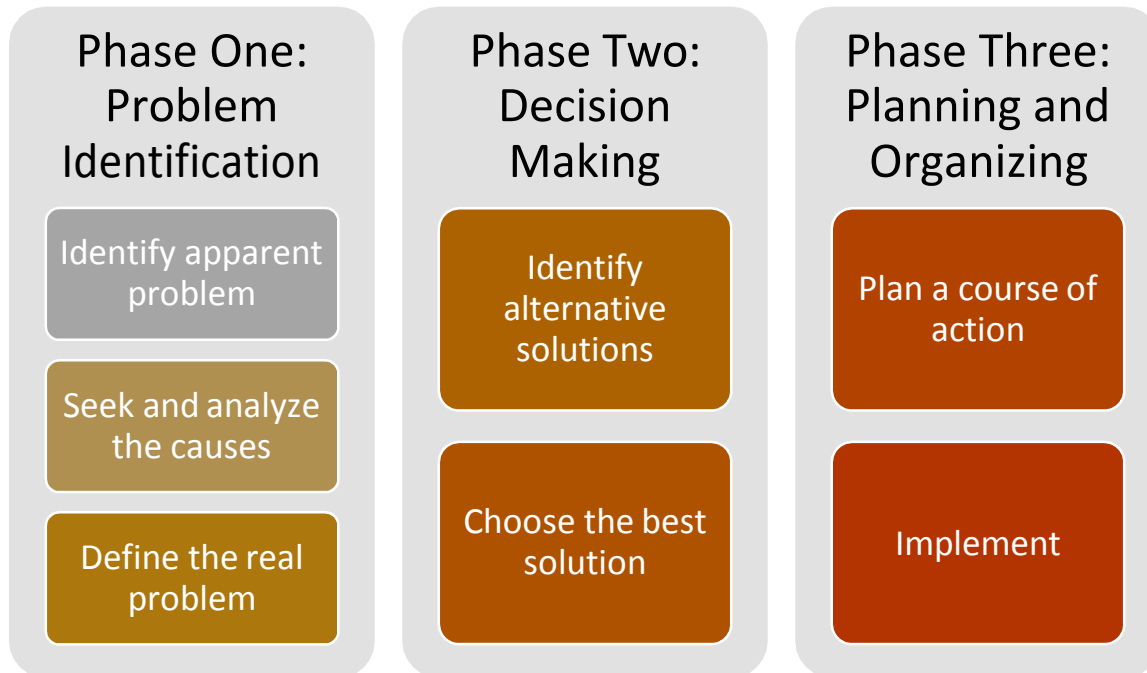 Phase One:
Problem
Identification
Identify apparent
problem
Seek and analyze
the causes
Define the real
problem
Phase Two:
Decision
Making
Identify
alternative
solutions
Choose the best
solution
Phase Three:
Planning and
Organizing
Plan a course of
action
Implement